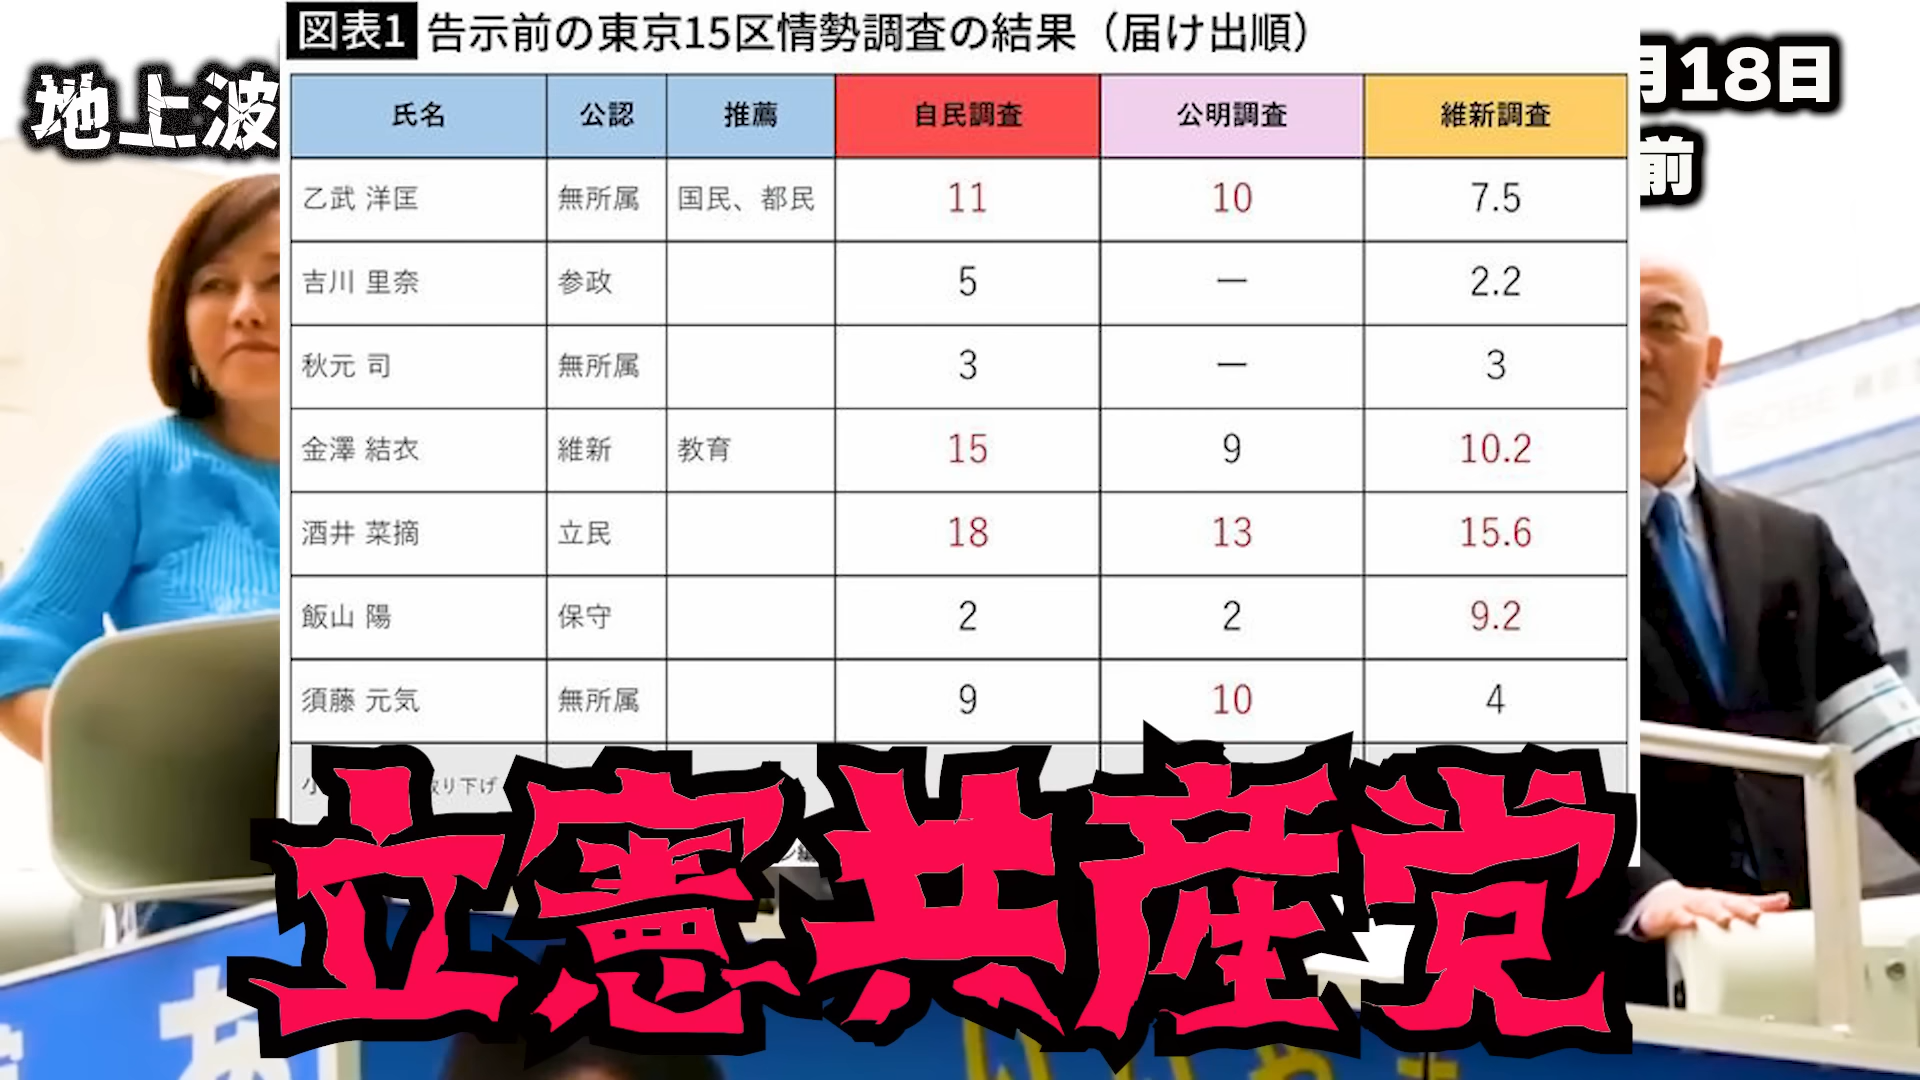 図表1 告示前の東京15区情勢調査の結果（届け出順）
地上波
月18日
前
氏名 公認 推薦 自民調査 公明調査 維新調査
乙武 洋匡 無所属 国民、都民 11 10 7.5
吉川 里奈 参政 5 ー 2.2
秋元 司 無所属 3 ー 3
金澤 結衣 維新 教育 15 9 10.2
酒井 菜摘 立民 18 13 15.6
飯山 陽 保守 2 2 9.2
須藤 元気 無所属 9 10 4
小 取り下げ
立憲共産党
あ